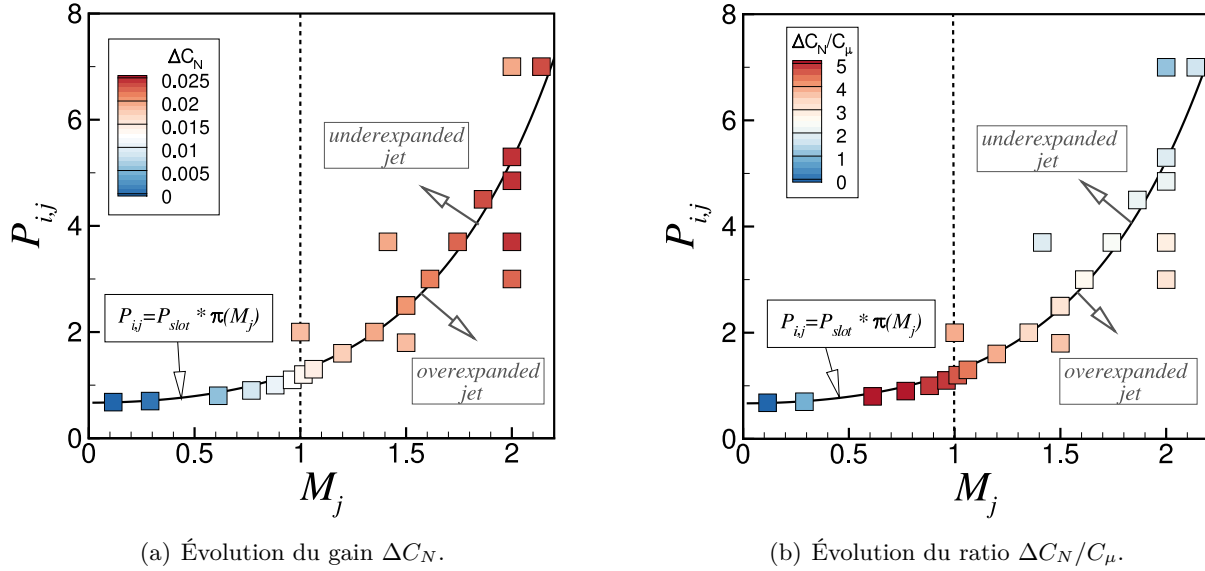 8
6
4
2
0
P i,j
ΔC_N
0.025
0.02
0.015
0.01
0.005
0
underexpanded
jet
P_i,j=P_slot * π(M_j)
overexpanded
jet
0 0.5 1 1.5 2
M_j
(a) Évolution du gain ΔC_N.
8
6
4
2
0
P i,j
ΔC_N/C_μ
5
4
3
2
1
0
underexpanded
jet
P_i,j=P_slot * π(M_j)
overexpanded
jet
0 0.5 1 1.5 2
M_j
(b) Évolution du ratio ΔC_N/C_μ.